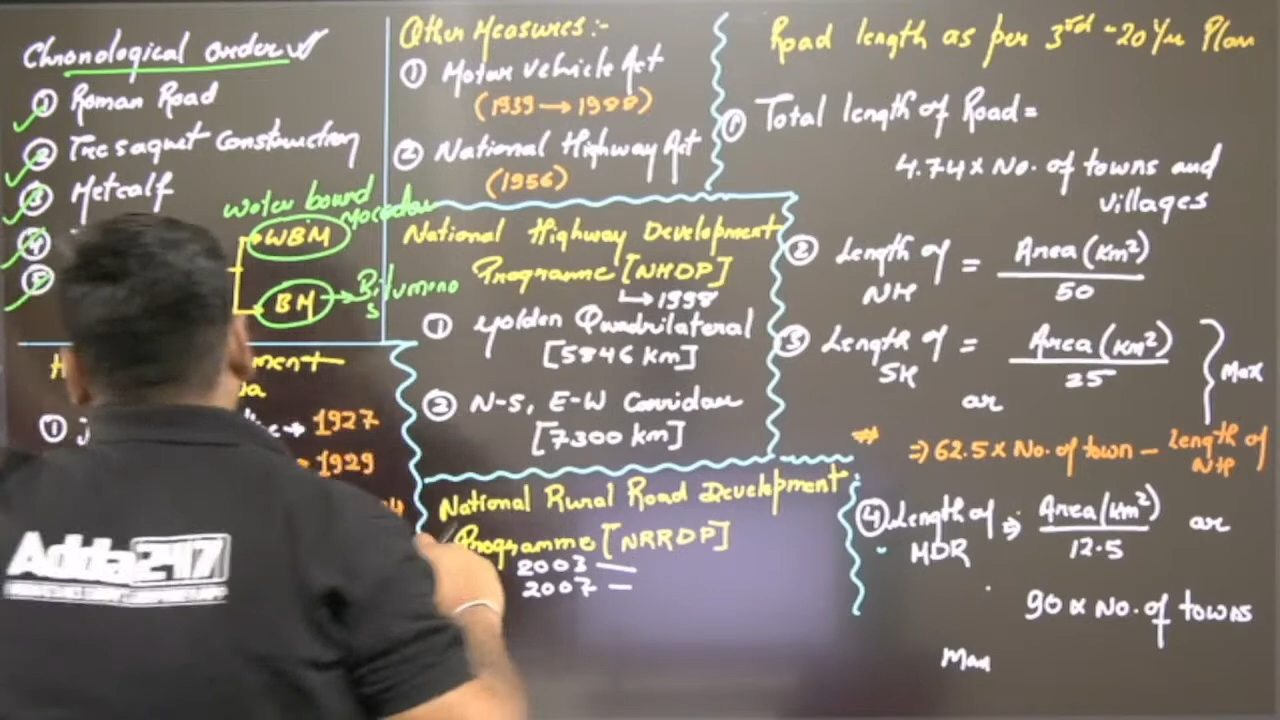 Chronological order
① Roman Road
② Tresaguet Construction
③ Metcalf
④
⑤
water bound
Macadam
WBM
BM → Bitumeno
s
ment
1927
1929
Adda247
Other Measures:-
① Motor Vehicle Act
(1939 → 1988)
② National Highway Act
(1956)
National Highway Development
Programme [NHDP]
↳ 1998
① Golden Quadrilateral
[5846 km]
② N-S, E-W Corridor
[7300 km]
National Rural Road Development
Programme [NRRDP]
2003 —
2007 —
Road length as per 3rd - 20 Yr Plan
① Total length of Road =
4.74 x No. of towns and
villages
② Length of NH = Area (km²) / 50
③ Length of SH = Area (km²) / 25
or
} Max
# ⇒ 62.5 x No. of town - length of
NH
④ Length of MDR ⇒ Area (km²) / 12.5 or
90 x No. of towns
Max